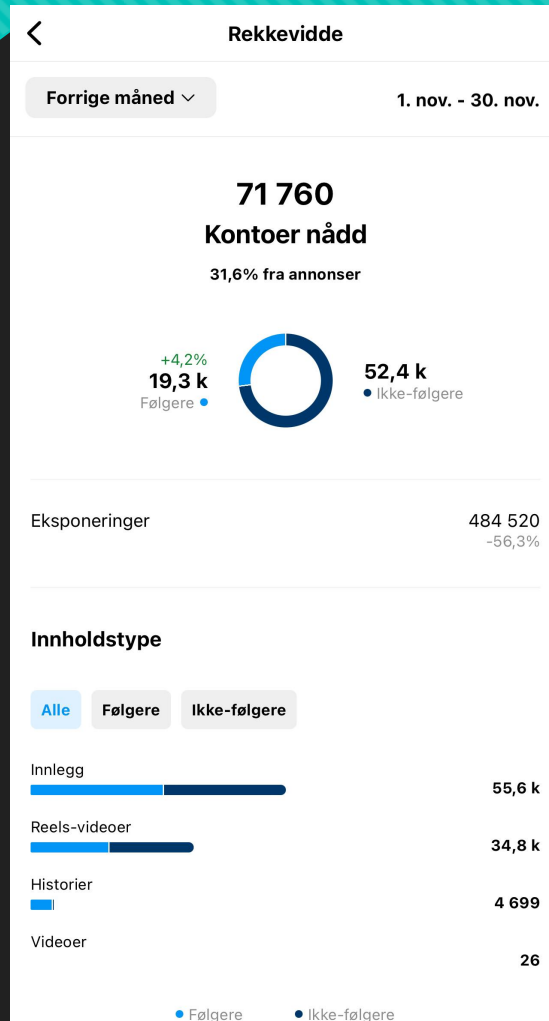 Rekkevidde
Forrige måned
1. nov. - 30. nov.
71 760
Kontoer nådd
31,6% fra annonser
+4,2%
19,3 k
Følgere
52,4 k
Ikke-følgere
Eksponeringer
484 520
-56,3%
Innholdstype
Alle
Følgere
Ikke-følgere
Innlegg
55,6 k
Reels-videoer
34,8 k
Historier
4 699
Videoer
26
Følgere
Ikke-følgere